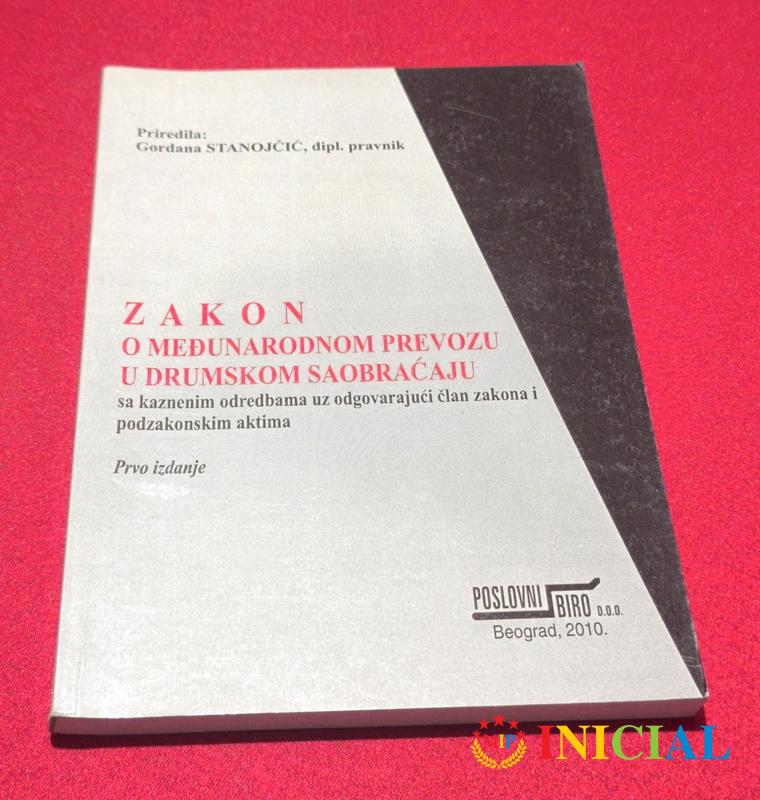 Priredila:
Gordana STANOJČIĆ, dipl. pravnik
ZAKON
O MEĐUNARODNOM PREVOZU
U DRUMSKOM SAOBRAĆAJU
sa kaznenim odredbama uz odgovarajući član zakona i
podzakonskim aktima
Prvo izdanje
POSLOVNI BIRO D.O.O.
Beograd, 2010.
IP INICIAL